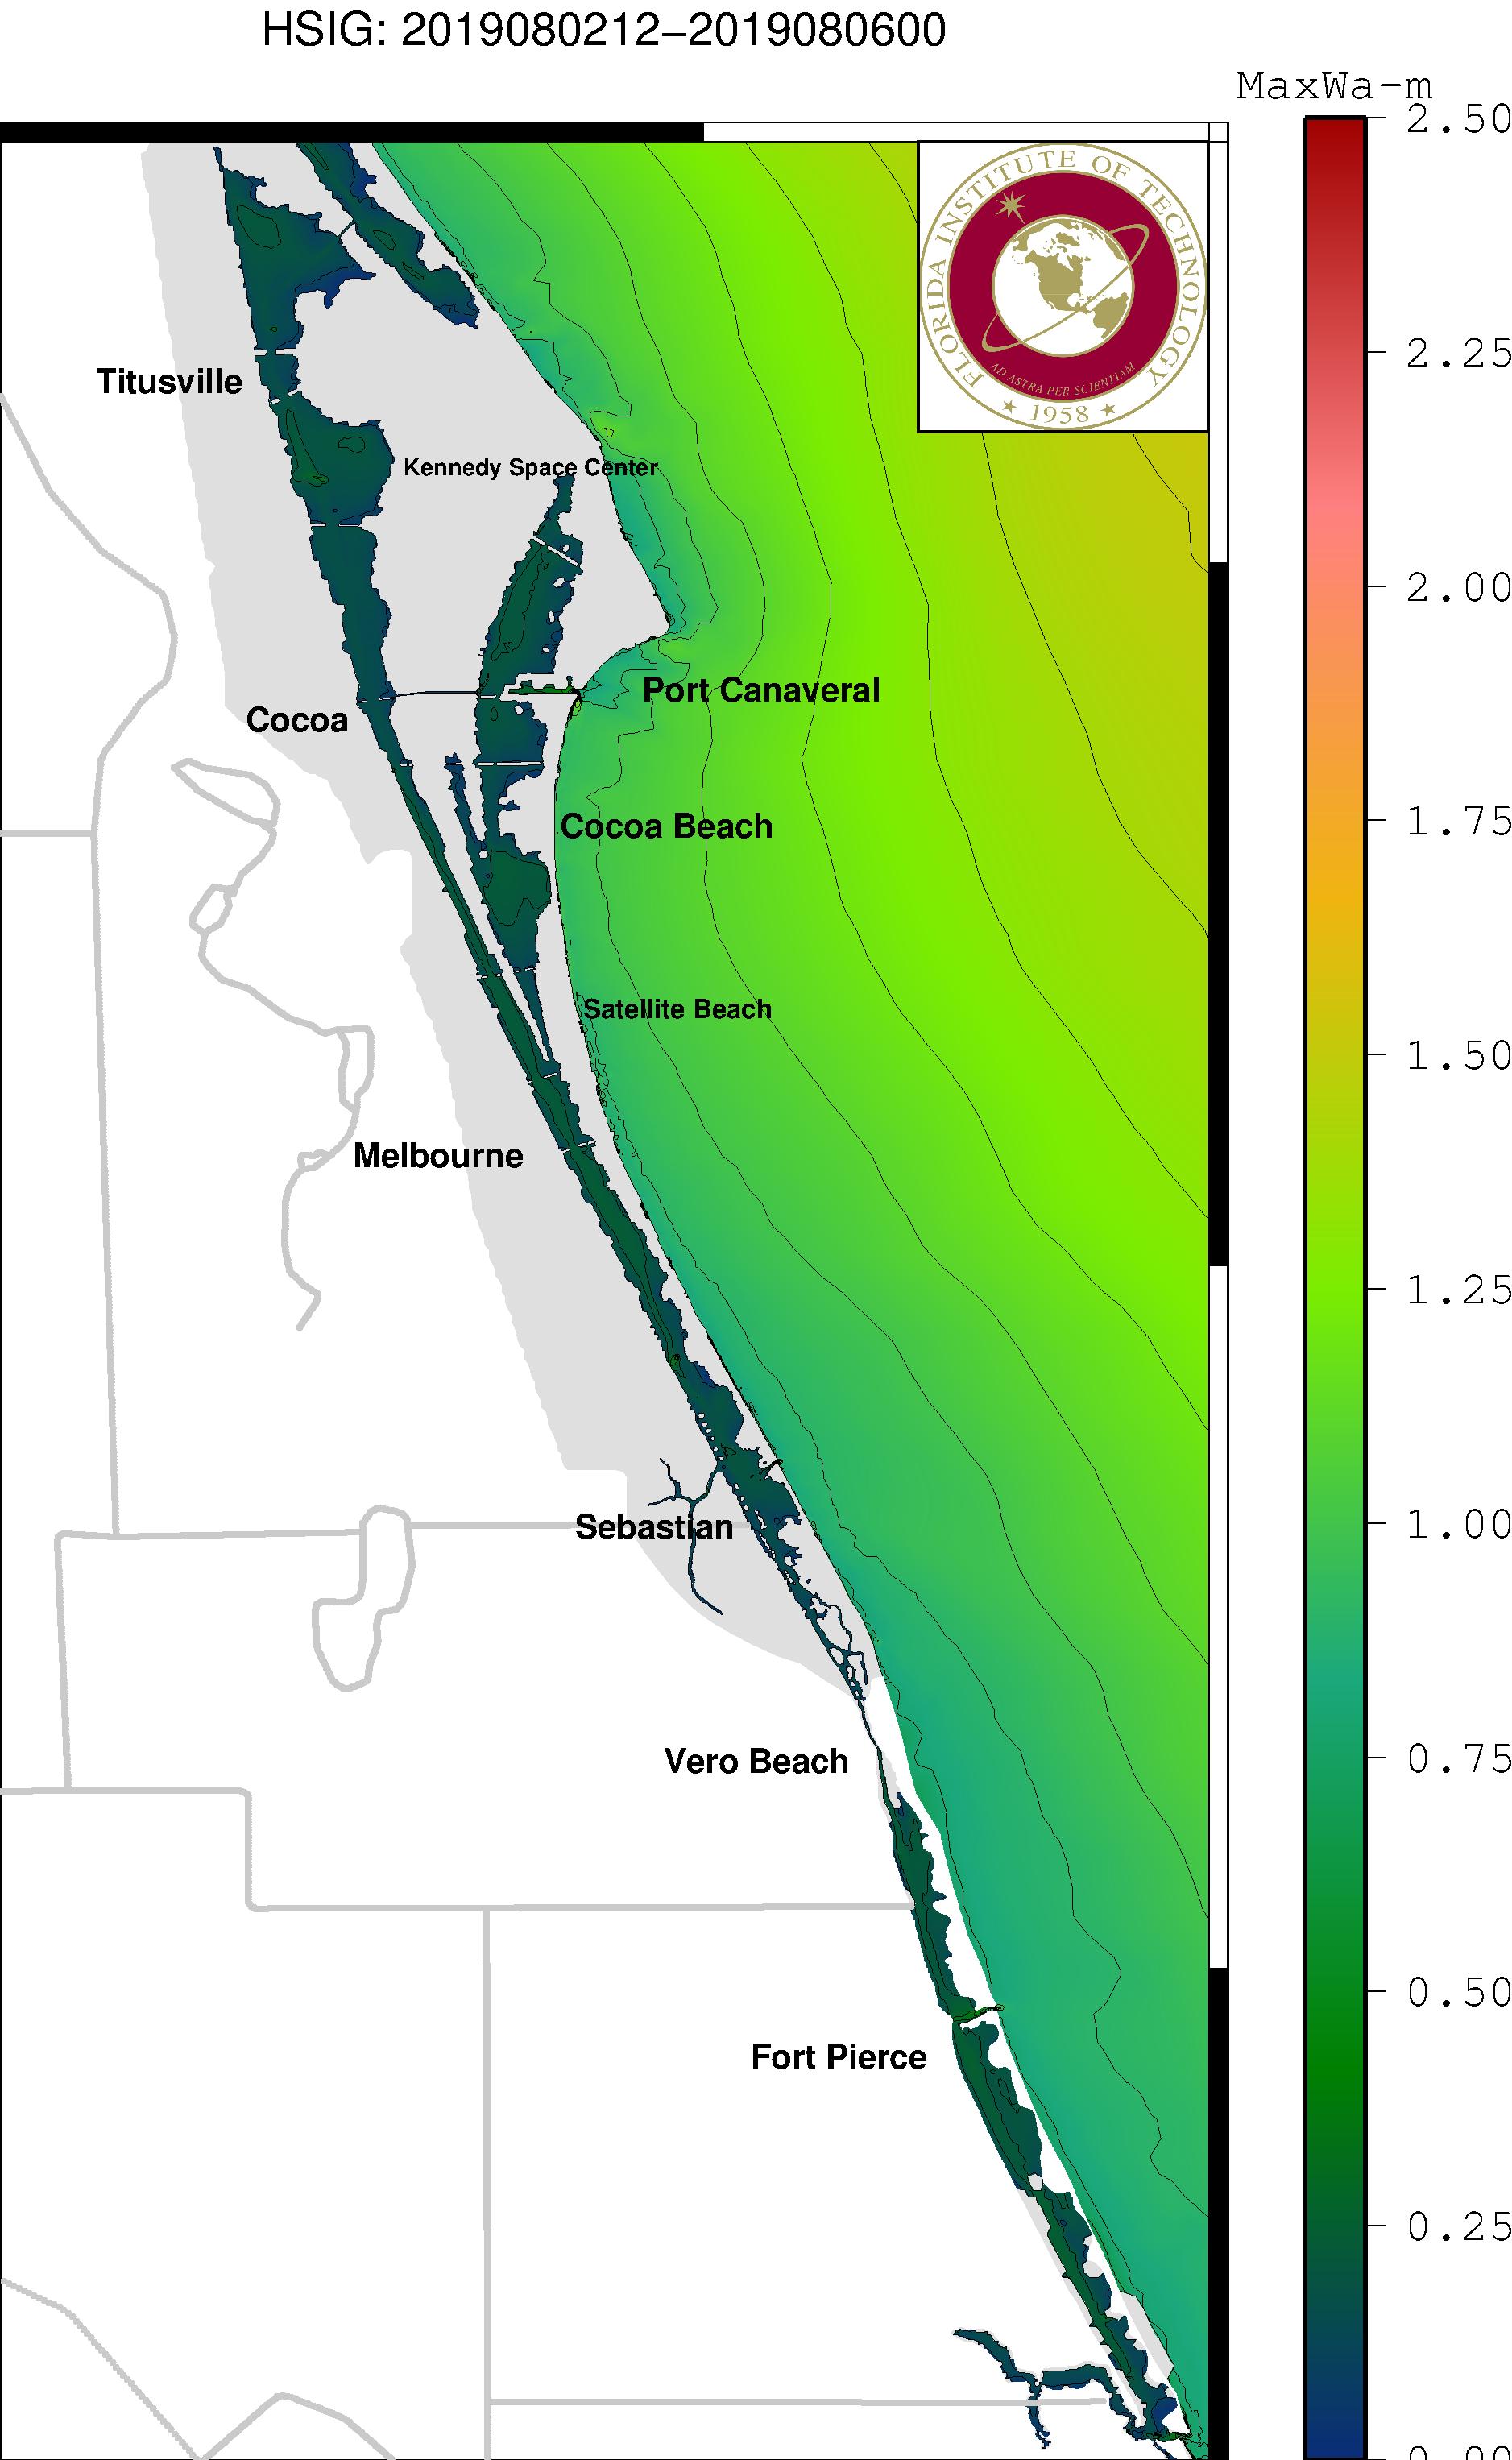 HSIG: 2019080212–2019080600
MaxWa-m
2.50
FLORIDA INSTITUTE OF TECHNOLOGY
AD ASTRA PER SCIENTIAM
★ 1958 ★
2.25
Titusville
Kennedy Space Center
2.00
Port Canaveral
Cocoa
1.75
Cocoa Beach
Satellite Beach
1.50
Melbourne
1.25
Sebastian
1.00
Vero Beach
0.75
0.50
Fort Pierce
0.25
0.00